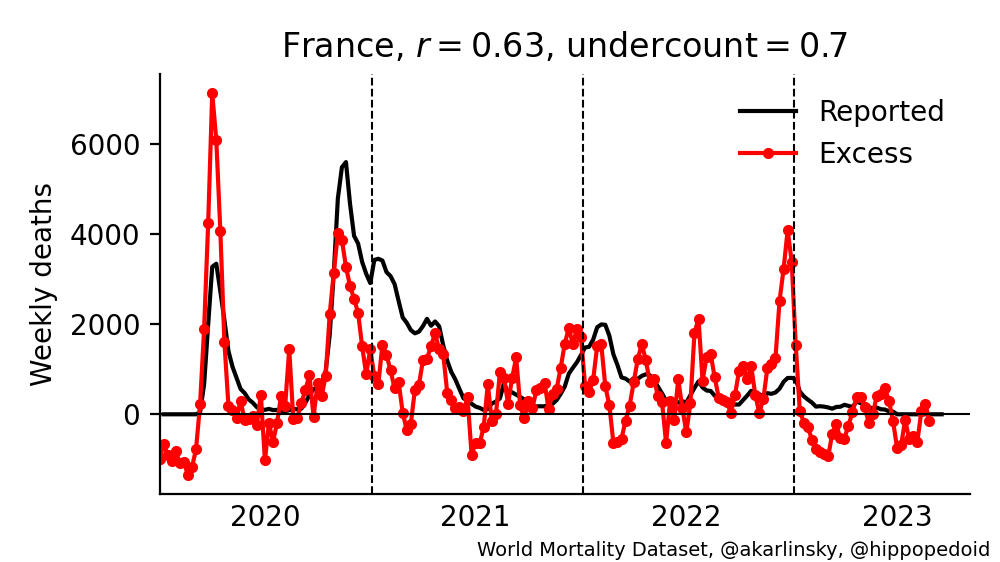 France, r = 0.63, undercount = 0.7
Reported
Excess
Weekly deaths
6000
4000
2000
0
2020 2021 2022 2023
World Mortality Dataset, @akarlinsky, @hippopedoid